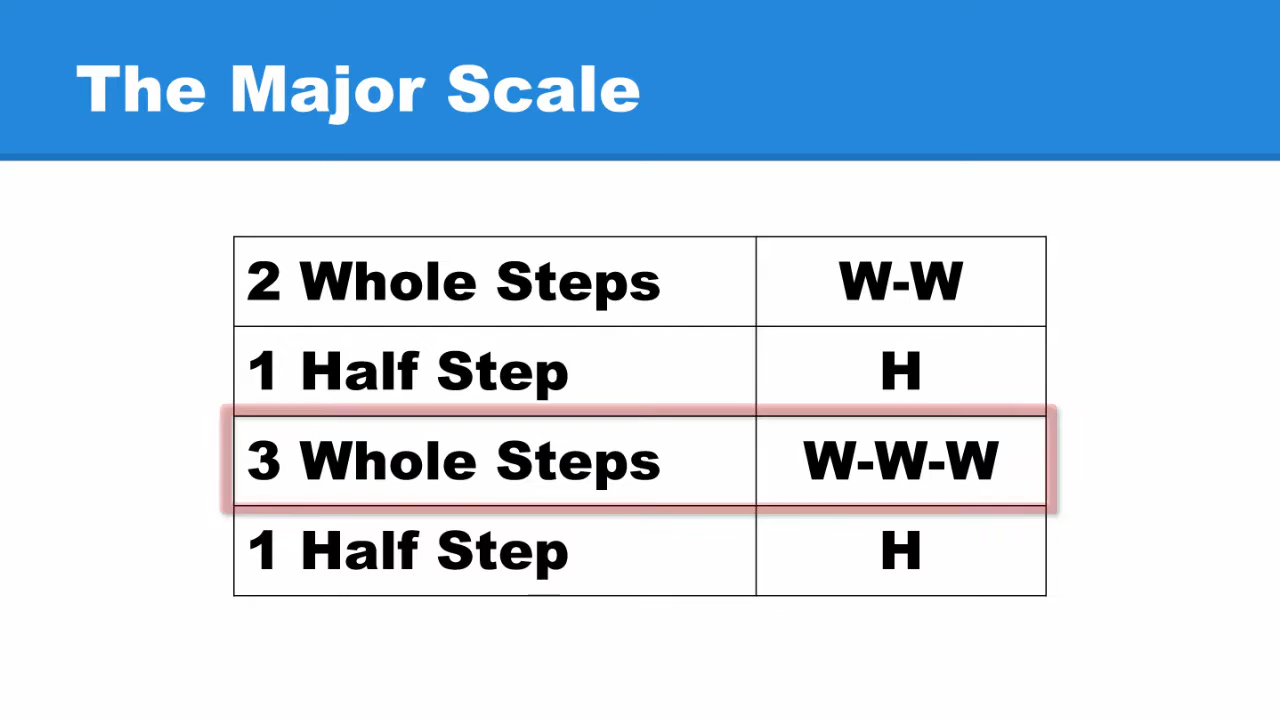 The Major Scale
2 Whole Steps W-W
1 Half Step H
3 Whole Steps W-W-W
1 Half Step H